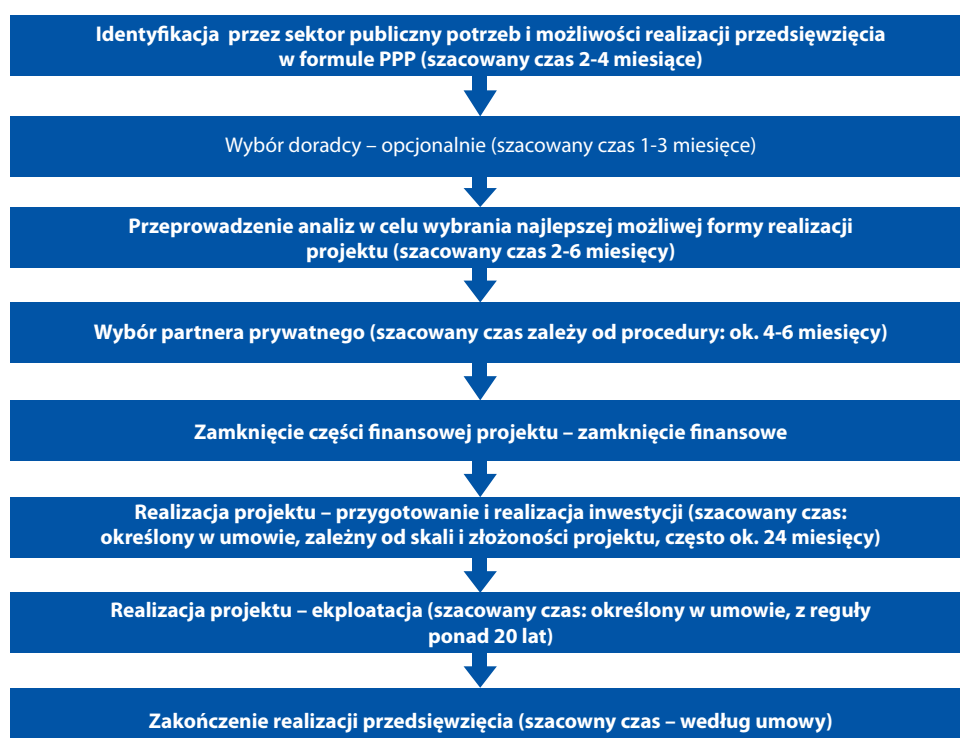 Identyfikacja  przez sektor publiczny potrzeb i możliwości realizacji przedsięwzięcia
w formule PPP (szacowany czas 2-4 miesiące)
Wybór doradcy – opcjonalnie (szacowany czas 1-3 miesięce)
Przeprowadzenie analiz w celu wybrania najlepszej możliwej formy realizacji
projektu (szacowany czas 2-6 miesięcy)
Wybór partnera prywatnego (szacowany czas zależy od procedury: ok. 4-6 miesięcy)
Zamknięcie części finansowej projektu – zamknięcie finansowe
Realizacja projektu – przygotowanie i realizacja inwestycji (szacowany czas:
określony w umowie, zależny od skali i złożoności projektu, często ok. 24 miesięcy)
Realizacja projektu – ekploatacja (szacowany czas: określony w umowie, z reguły
ponad 20 lat)
Zakończenie realizacji przedsięwzięcia (szacowny czas – według umowy)